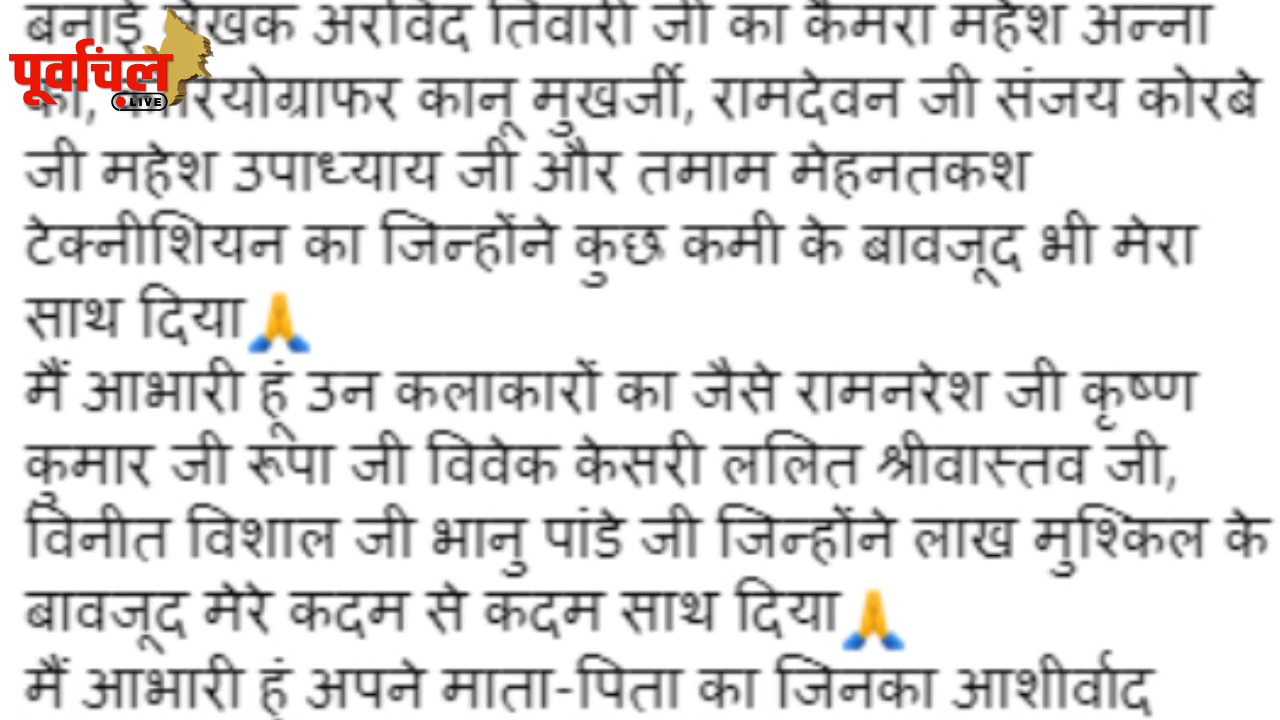 बनाई लेखक अरविंद तिवारी जी का कैमरा महेश अन्ना
पूर्वांचल
LIVE
का, कोरियोग्राफर कानू मुखर्जी, रामदेवन जी संजय कोरबे
जी महेश उपाध्याय जी और तमाम मेहनतकश
टेक्नीशियन का जिन्होंने कुछ कमी के बावजूद भी मेरा
साथ दिया🙏
मैं आभारी हूं उन कलाकारों का जैसे रामनरेश जी कृष्ण
कुमार जी रूपा जी विवेक केसरी ललित श्रीवास्तव जी,
विनीत विशाल जी भानु पांडे जी जिन्होंने लाख मुश्किल के
बावजूद मेरे कदम से कदम साथ दिया🙏
मैं आभारी हूं अपने माता-पिता का जिनका आशीर्वाद